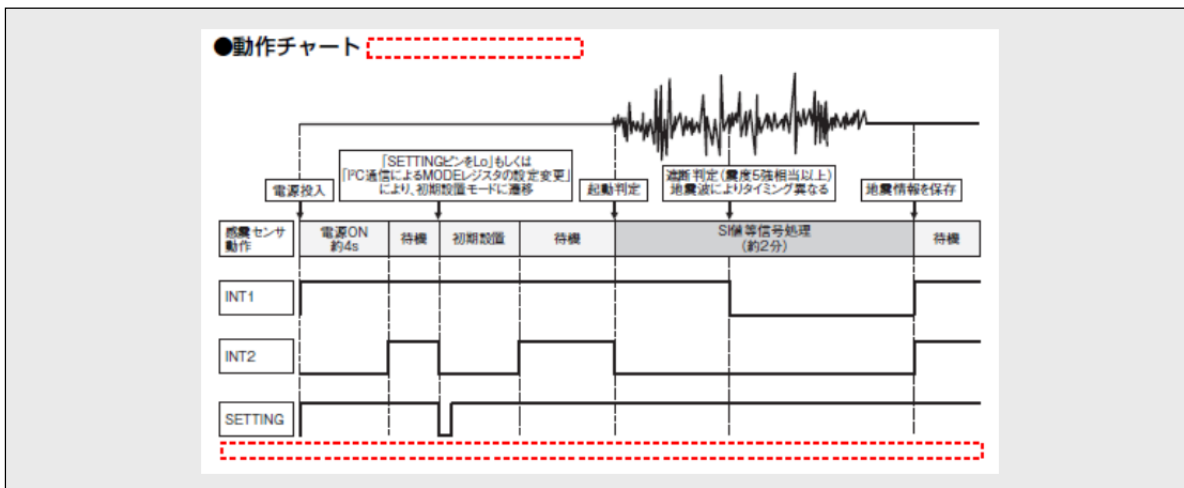 ●動作チャート
「SETTINGピンをLo」もしくは
「I²C通信によるMODEレジスタの設定変更」
により、初期設置モードに遷移
電源投入
起動判定
遮断判定(震度5強相当以上)
地震波によりタイミング異なる
地震情報を保存
感震センサ
動作
電源ON
約4s
待機
初期設置
待機
SI値等信号処理
(約2分)
待機
INT1
INT2
SETTING